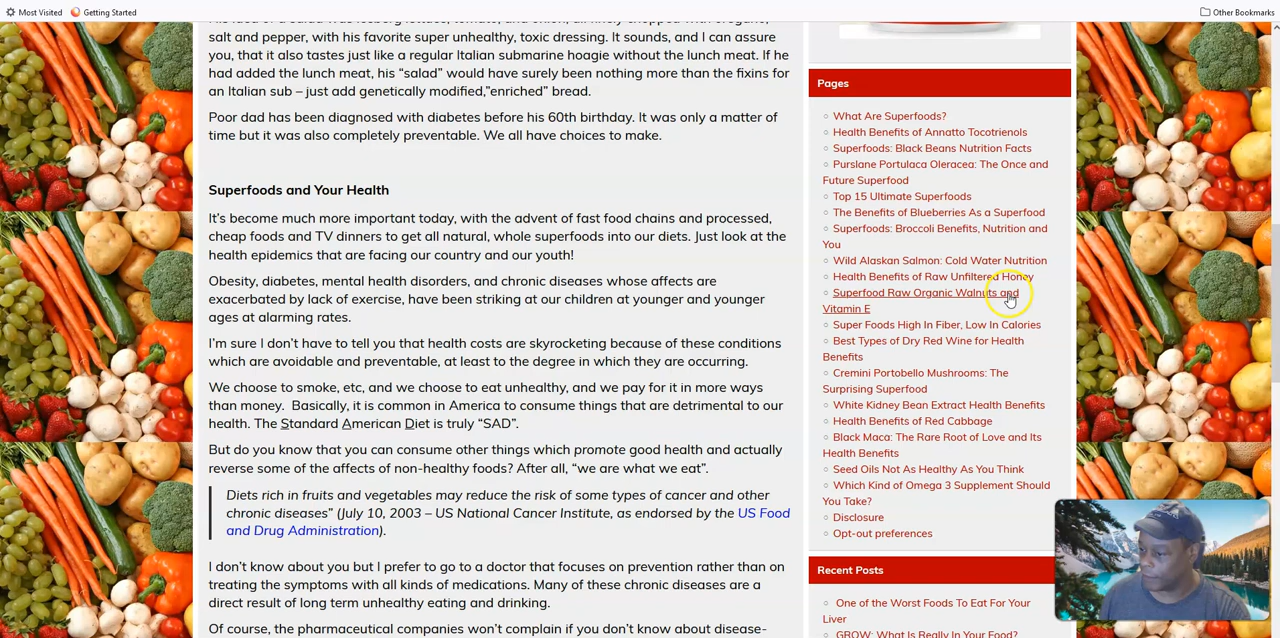 Most Visited
Getting Started
Other Bookmarks
salt and pepper, with his favorite super unhealthy, toxic dressing. It sounds, and I can assure
you, that it also tastes just like a regular Italian submarine hoagie without the lunch meat. If he
had added the lunch meat, his “salad” would have surely been nothing more than the fixins for
an Italian sub – just add genetically modified,”enriched” bread.
Poor dad has been diagnosed with diabetes before his 60th birthday. It was only a matter of
time but it was also completely preventable. We all have choices to make.
Superfoods and Your Health
It’s become much more important today, with the advent of fast food chains and processed,
cheap foods and TV dinners to get all natural, whole superfoods into our diets. Just look at the
health epidemics that are facing our country and our youth!
Obesity, diabetes, mental health disorders, and chronic diseases whose affects are
exacerbated by lack of exercise, have been striking at our children at younger and younger
ages at alarming rates.
I’m sure I don’t have to tell you that health costs are skyrocketing because of these conditions
which are avoidable and preventable, at least to the degree in which they are occurring.
We choose to smoke, etc, and we choose to eat unhealthy, and we pay for it in more ways
than money.  Basically, it is common in America to consume things that are detrimental to our
health. The Standard American Diet is truly “SAD”.
But do you know that you can consume other things which promote good health and actually
reverse some of the affects of non-healthy foods? After all, “we are what we eat”.
Diets rich in fruits and vegetables may reduce the risk of some types of cancer and other
chronic diseases” (July 10, 2003 – US National Cancer Institute, as endorsed by the US Food
and Drug Administration).
I don’t know about you but I prefer to go to a doctor that focuses on prevention rather than on
treating the symptoms with all kinds of medications. Many of these chronic diseases are a
direct result of long term unhealthy eating and drinking.
Of course, the pharmaceutical companies won’t complain if you don’t know about disease-
Pages
What Are Superfoods?
Health Benefits of Annatto Tocotrienols
Superfoods: Black Beans Nutrition Facts
Purslane Portulaca Oleracea: The Once and
Future Superfood
Top 15 Ultimate Superfoods
The Benefits of Blueberries As a Superfood
Superfoods: Broccoli Benefits, Nutrition and
You
Wild Alaskan Salmon: Cold Water Nutrition
Health Benefits of Raw Unfiltered Honey
Superfood Raw Organic Walnuts and
Vitamin E
Super Foods High In Fiber, Low In Calories
Best Types of Dry Red Wine for Health
Benefits
Cremini Portobello Mushrooms: The
Surprising Superfood
White Kidney Bean Extract Health Benefits
Health Benefits of Red Cabbage
Black Maca: The Rare Root of Love and Its
Health Benefits
Seed Oils Not As Healthy As You Think
Which Kind of Omega 3 Supplement Should
You Take?
Disclosure
Opt-out preferences
Recent Posts
One of the Worst Foods To Eat For Your
Liver
GROW: What Is Really In Your Food?